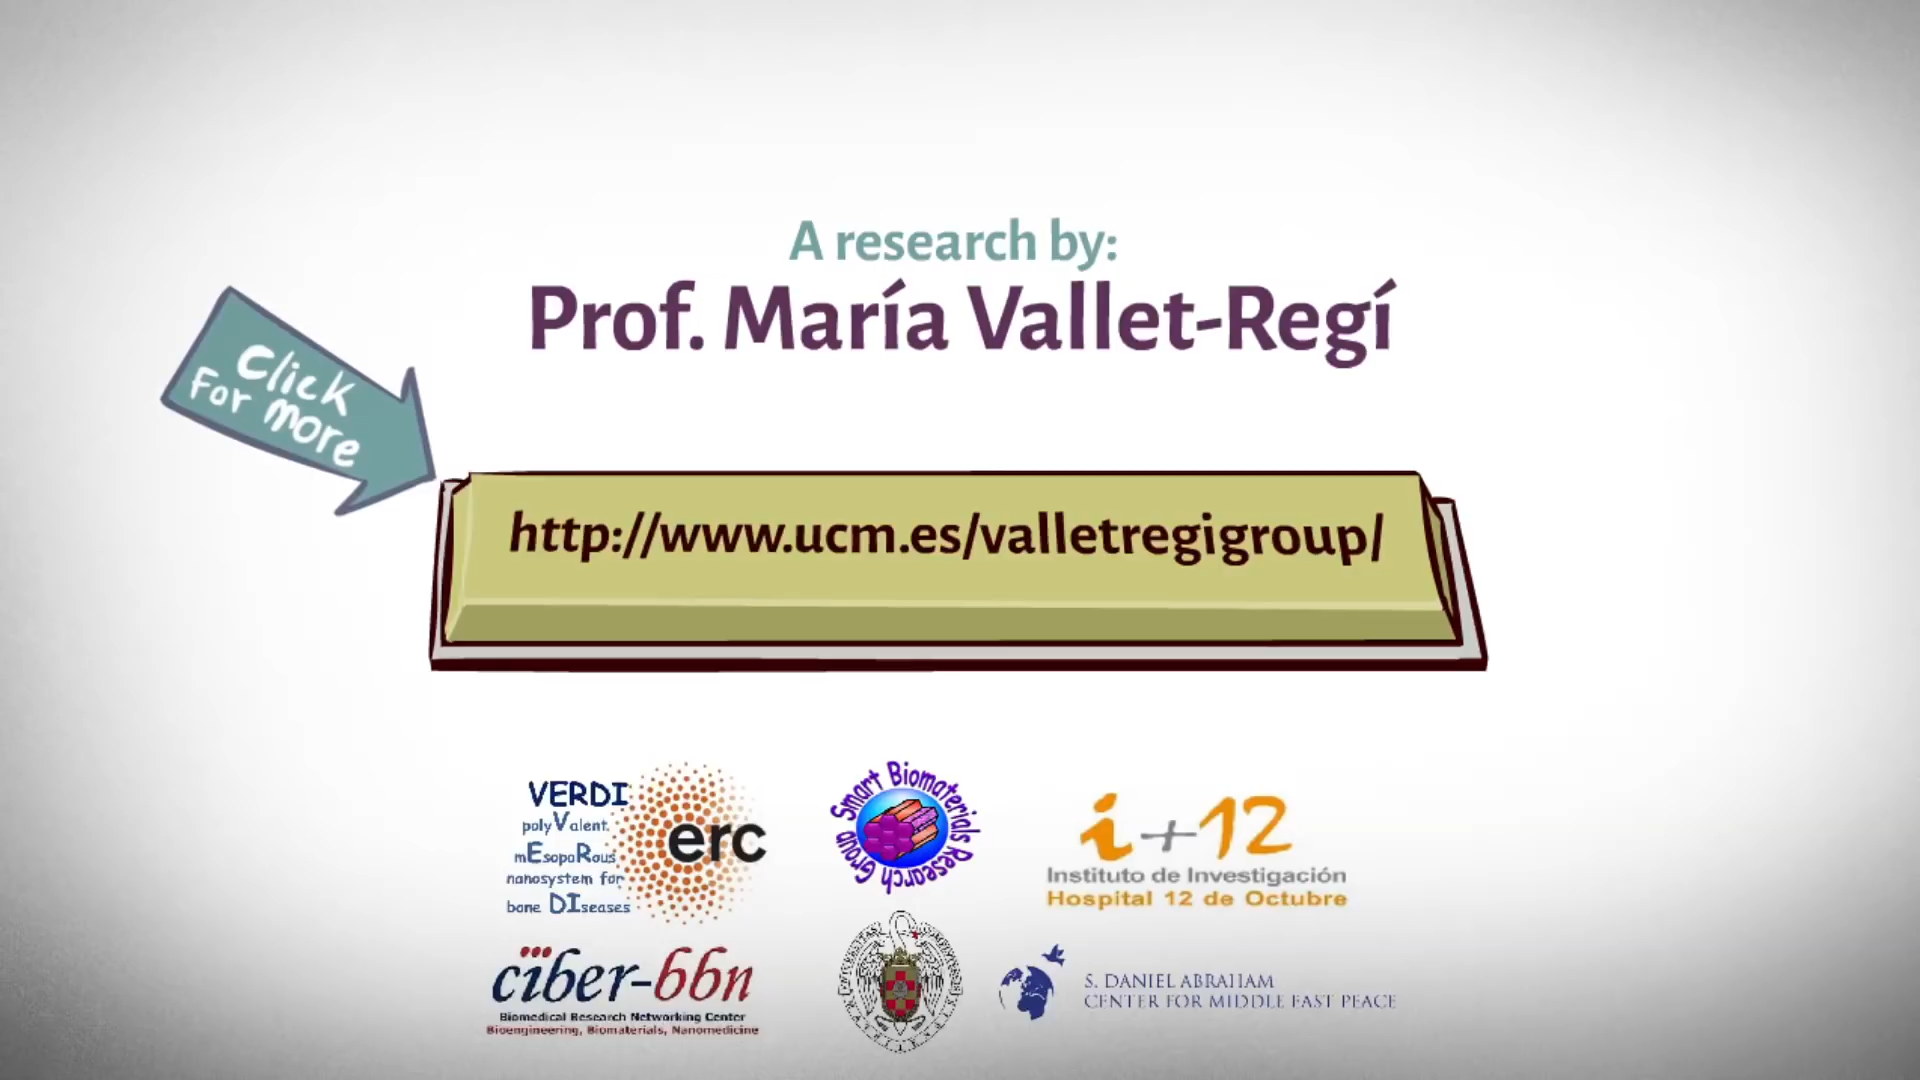 A research by:
Prof. María Vallet-Regí
Click
For more
http://www.ucm.es/valletregigroup/
VERDI
polyValent
mEsopoRous
nanosystem for
bone DIseases
erc
Smart Biomaterials Research Group
i+12
Instituto de Investigación
Hospital 12 de Octubre
ciber-bbn
Biomedical Research Networking Center
Bioengineering, Biomaterials, Nanomedicine
S. DANIEL ABRAHAM
CENTER FOR MIDDLE EAST PEACE